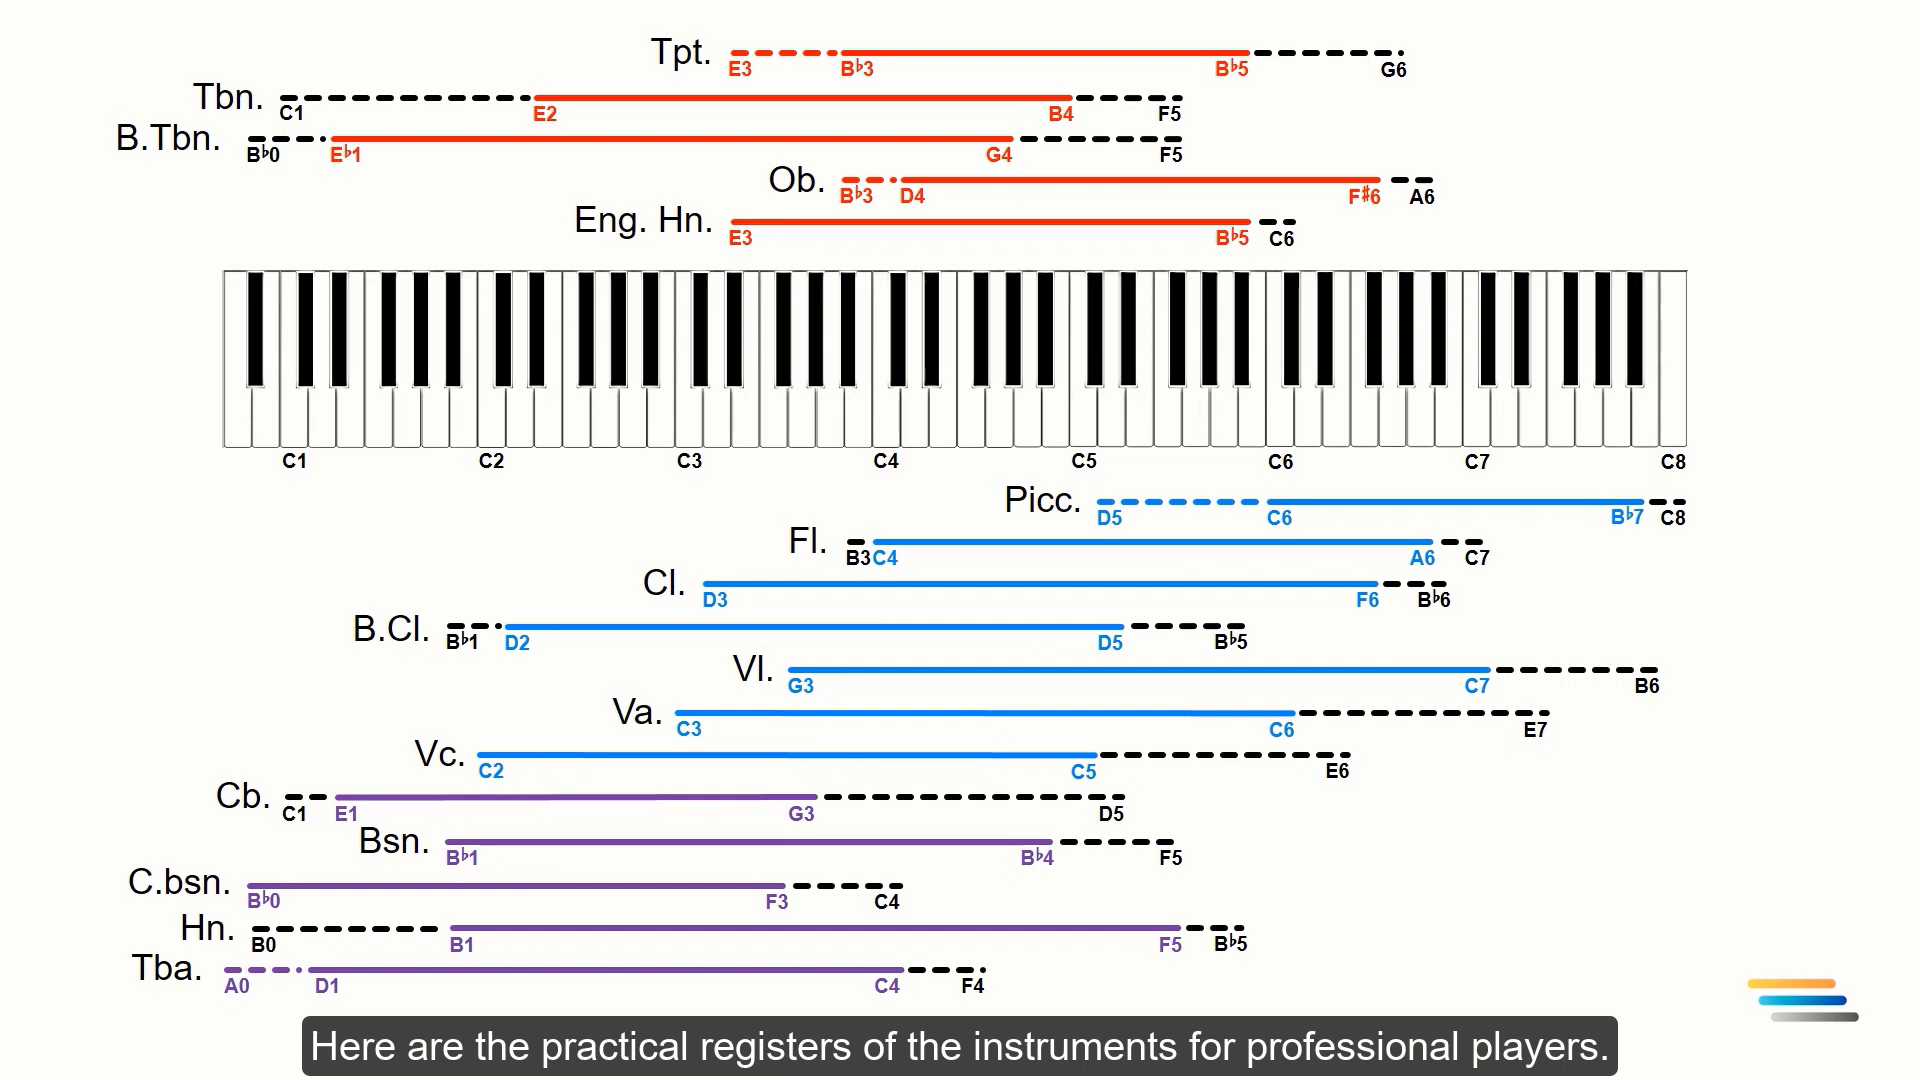 Tpt.
E3 B♭3 B♭5 G6
Tbn.
C1 E2 B4 F5
B.Tbn.
B♭0 E♭1 G4 F5
Ob.
B♭3 D4 F♯6 A6
Eng. Hn.
E3 B♭5 C6
C1 C2 C3 C4 C5 C6 C7 C8
Picc.
D5 C6 B♭7 C8
Fl.
B3 C4 A6 C7
Cl.
D3 F6 B♭6
B.Cl.
B♭1 D2 D5 B♭5
Vl.
G3 C7 B6
Va.
C3 C6 E7
Vc.
C2 C5 E6
Cb.
C1 E1 G3 D5
Bsn.
B♭1 B♭4 F5
C.bsn.
B♭0 F3 C4
Hn.
B0 B1 F5 B♭5
Tba.
A0 D1 C4 F4
Here are the practical registers of the instruments for professional players.